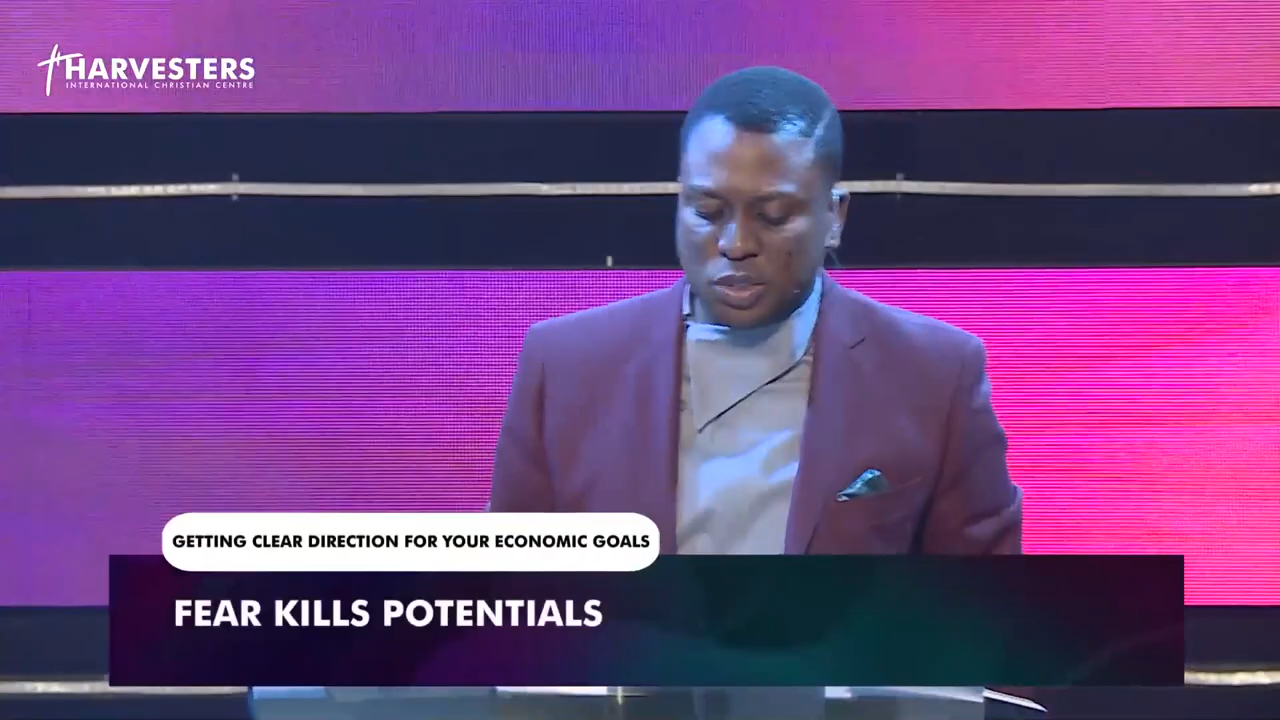 HARVESTERS
INTERNATIONAL CHRISTIAN CENTRE
GETTING CLEAR DIRECTION FOR YOUR ECONOMIC GOALS
FEAR KILLS POTENTIALS